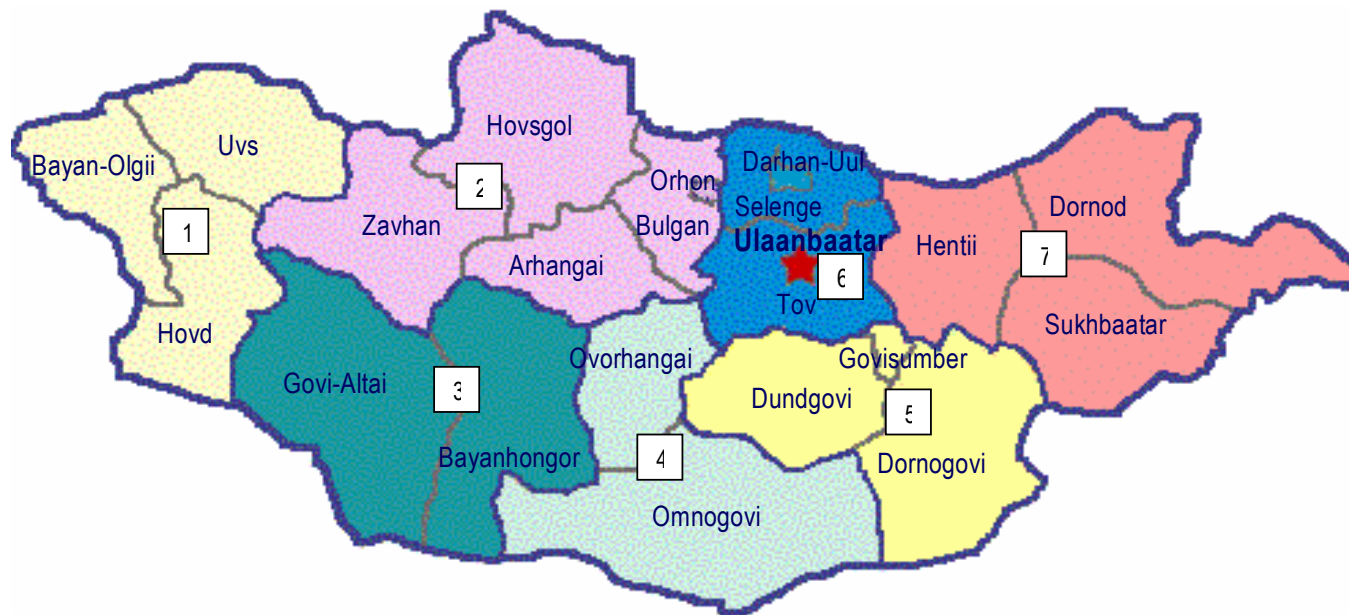 Hovsgol
Uvs
Bayan-Olgii
Darhan-Uul
Orhon
2
Selenge
Dornod
Zavhan
Bulgan
1
Ulaanbaatar
Hentii
7
Arhangai
6
Tov
Hovd
Sukhbaatar
Ovorhangai
Govisumber
Govi-Altai
3
Dundgovi
5
Bayanhongor
4
Dornogovi
Omnogovi